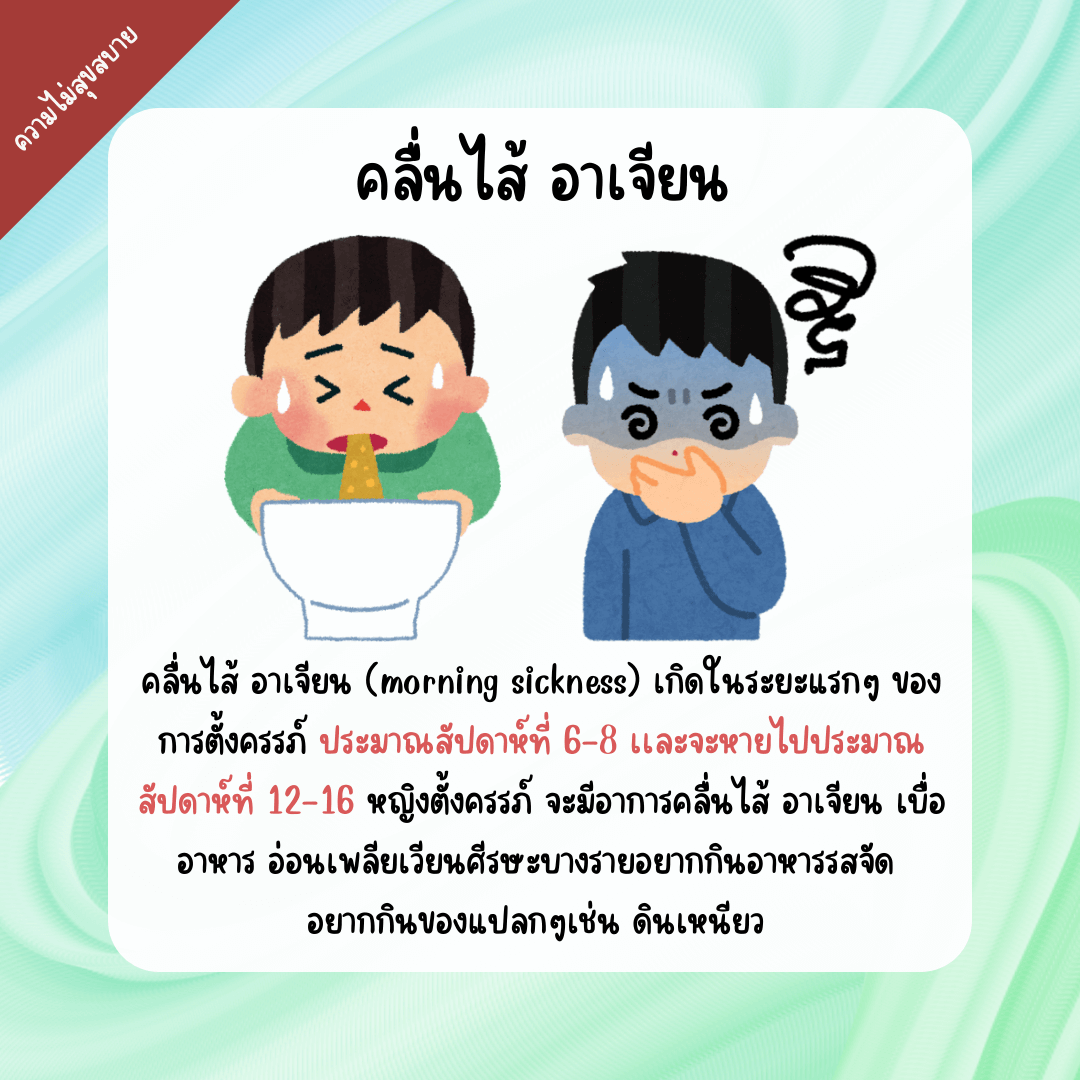 ความไม่สุขสบาย
คลื่นไส้ อาเจียน
คลื่นไส้ อาเจียน (morning sickness) เกิดในระยะแรกๆ ของ
การตั้งครรภ์ ประมาณสัปดาห์ที่ 6-8 และจะหายไปประมาณ
สัปดาห์ที่ 12-16 หญิงตั้งครรภ์ จะมีอาการคลื่นไส้ อาเจียน เบื่อ
อาหาร อ่อนเพลียเวียนศีรษะบางรายอยากกินอาหารรสจัด
อยากกินของแปลกๆเช่น ดินเหนียว